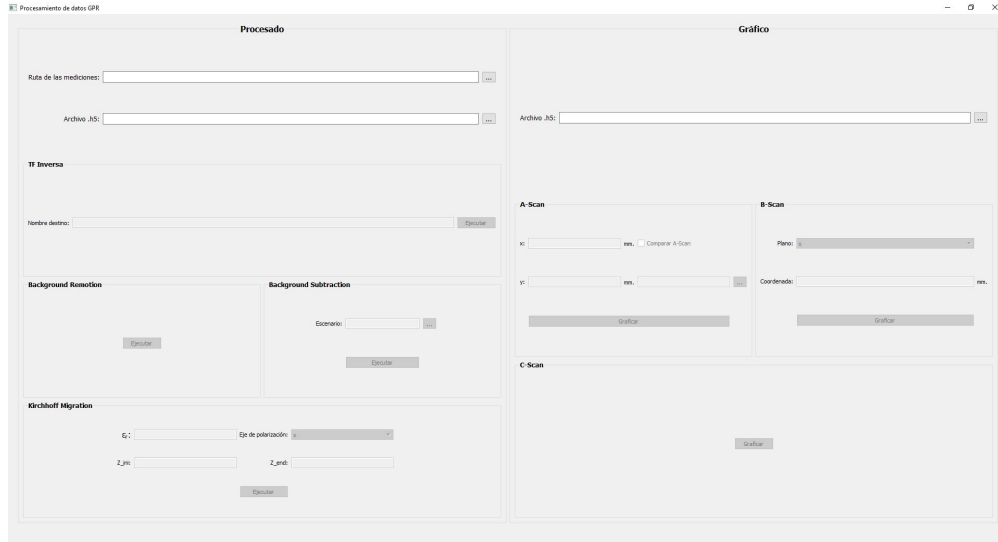 Procesamiento de datos GPR
Procesado
Ruta de las mediciones:
...
Archivo .h5:
...
TF Inversa
Nombre destino:
Ejecutar
Background Remotion
Ejecutar
Background Subtraction
Escenario:
...
Ejecutar
Kirchhoff Migration
εr:
Eje de polarización: x
Z_ini:
Z_end:
Ejecutar
Gráfico
Archivo .h5:
...
A-Scan
x:
mm.
Comparar A-Scan
y:
mm.
...
Graficar
B-Scan
Plano: x
Coordenada:
mm.
Graficar
C-Scan
Graficar